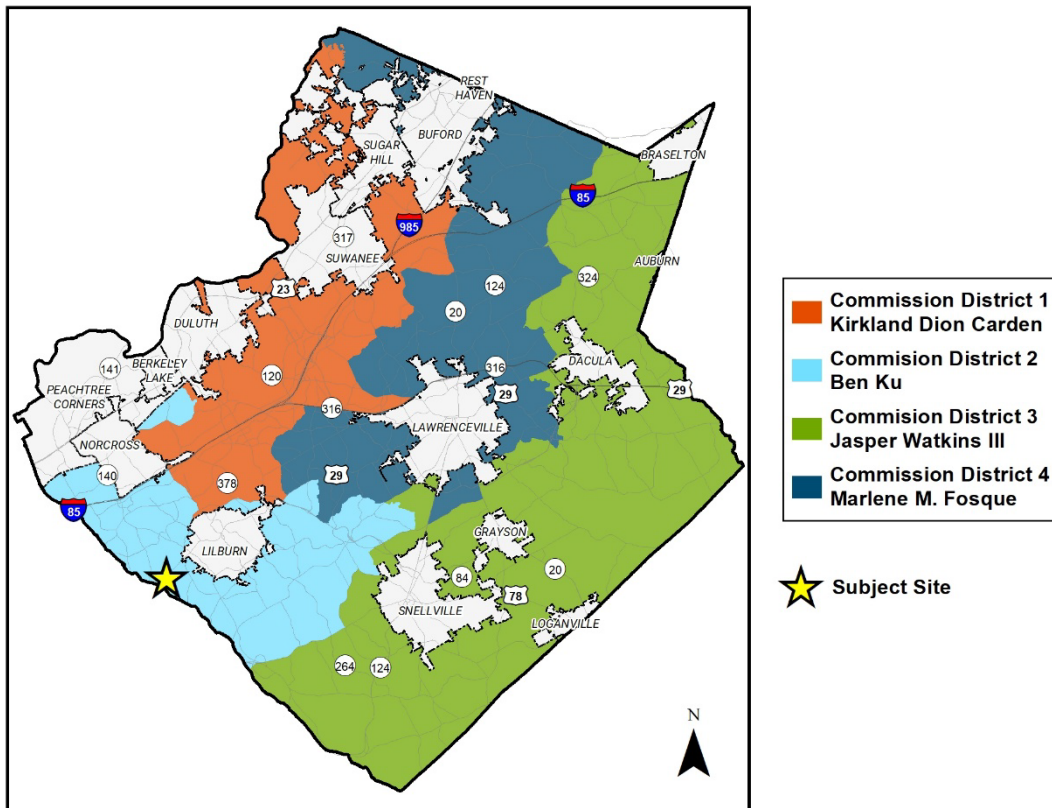 REST
HAVEN
BUFORD
SUGAR
HILL
BRASELTON
85
985
317
SUWANEE
AUBURN
324
23
124
20
DULUTH
141
BERKELEY
LAKE
PEACHTREE
CORNERS
120
316
DACULA
29
29
316
LAWRENCEVILLE
NORCROSS
140
29
378
85
LILBURN
GRAYSON
84
20
78
SNELLVILLE
LOGANVILLE
264
124
N
Commission District 1
Kirkland Dion Carden
Commision District 2
Ben Ku
Commission District 3
Jasper Watkins III
Commission District 4
Marlene M. Fosque
Subject Site